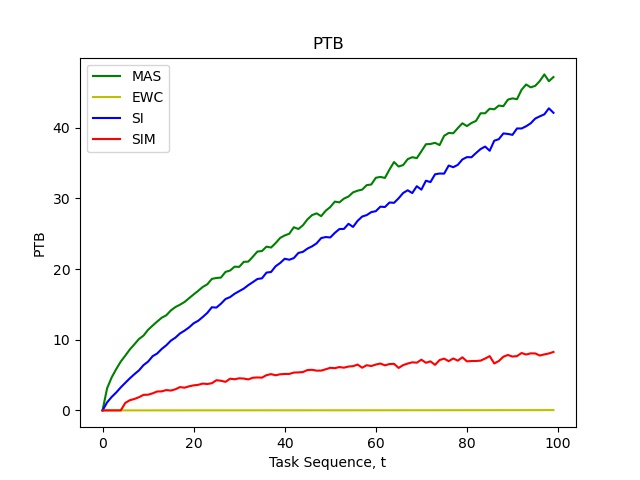 PTB
MAS
EWC
SI
SIM
PTB
40
30
20
10
0
0 20 40 60 80 100
Task Sequence, t